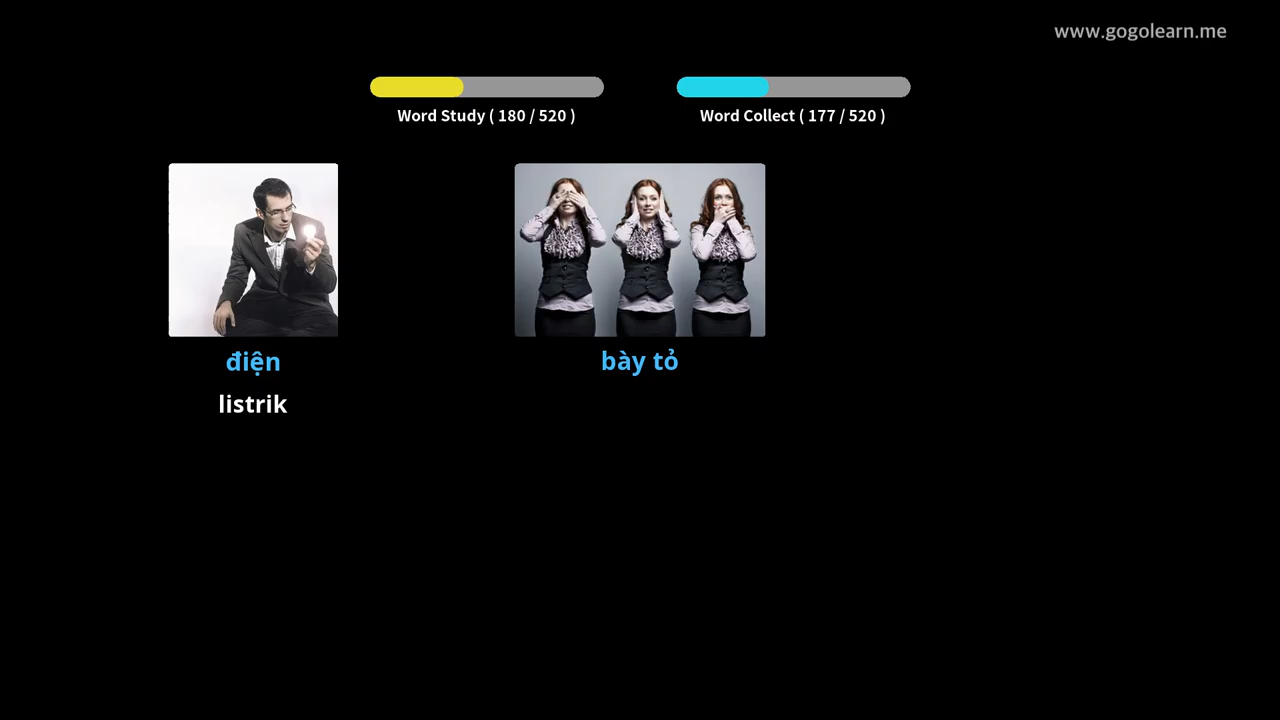 www.gogolearn.me
Word Study ( 180 / 520 )
Word Collect ( 177 / 520 )
điện
bày tỏ
listrik